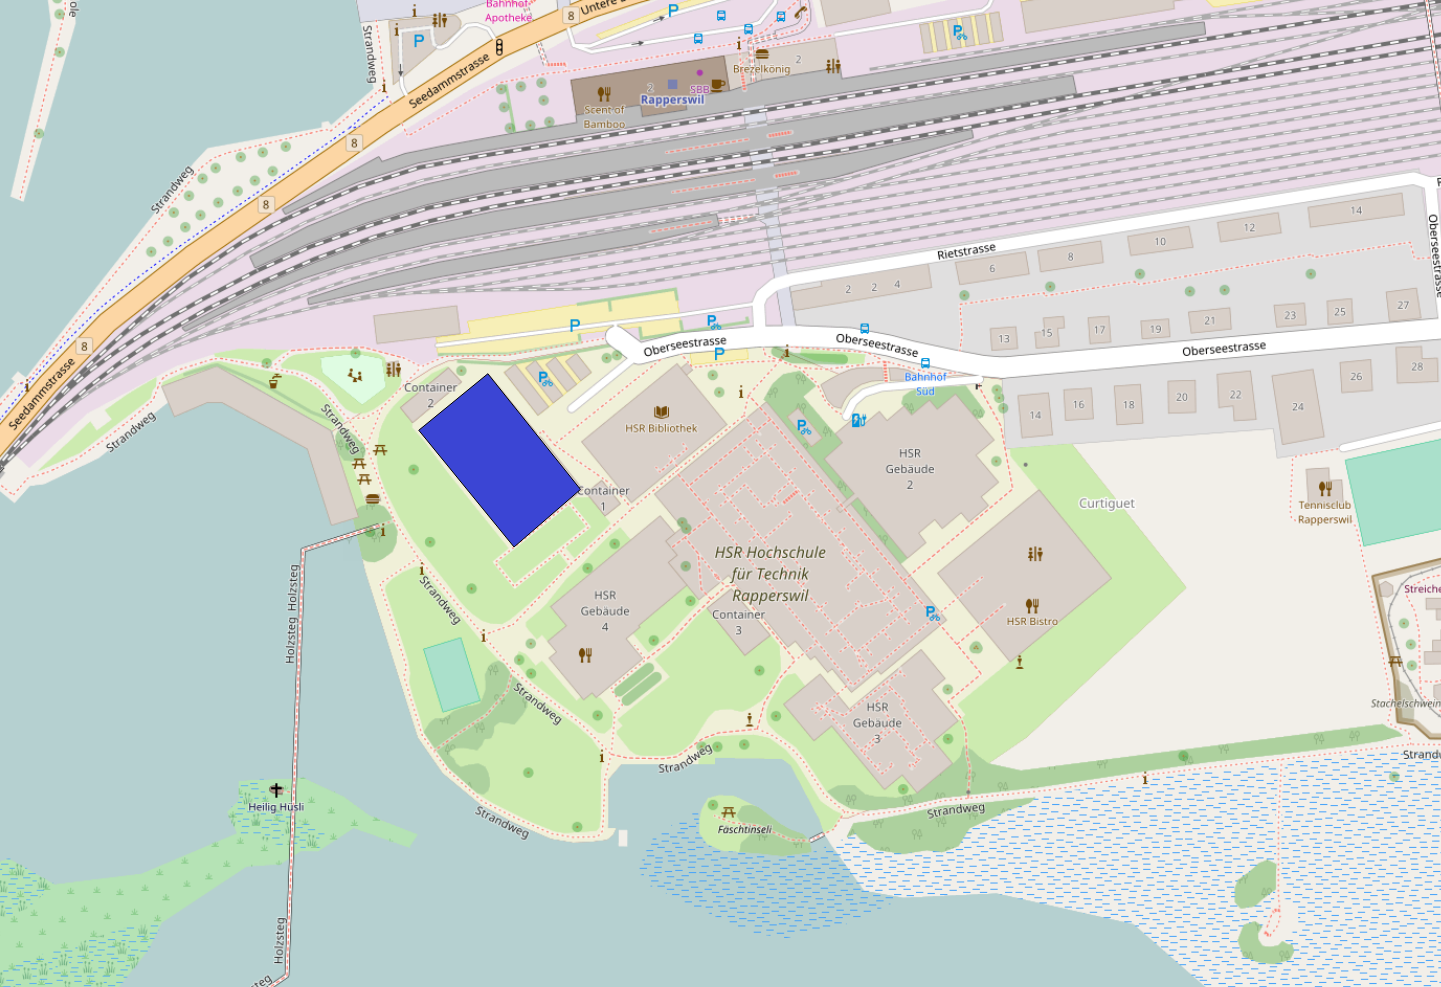 Bahnhof
Apotheke
8
Untere
P
P
Strandweg
Seedammstrasse
i
2
Brezelkönig
2
SBB
Rapperswil
Scent of
Bamboo
8
Strandweg
8
14
12
10
8
6
Rietstrasse
2
2
4
Oberseestrasse
P
P
Oberseestrasse
P
Oberseestrasse
Oberseestrasse
13
15
17
19
21
23
25
27
8
Seedammstrasse
Strandweg
Strandweg
Container
2
P
HSR Bibliothek
Bahnhof
Süd
P
14
16
18
20
22
24
26
28
HSR
Gebäude
2
Container
1
Curtiguet
Tennisclub
Rapperswil
HSR Hochschule
für Technik
Rapperswil
HSR
Gebäude
4
Container
3
P
HSR Bistro
Holzsteg
Holzsteg
Strandweg
Strandweg
HSR
Gebäude
3
Streiche
Stachelschwein
Strandweg
Strandw
Strandweg
Strandweg
Heilig Hüsli
Faschtinseli
Holzsteg
steg